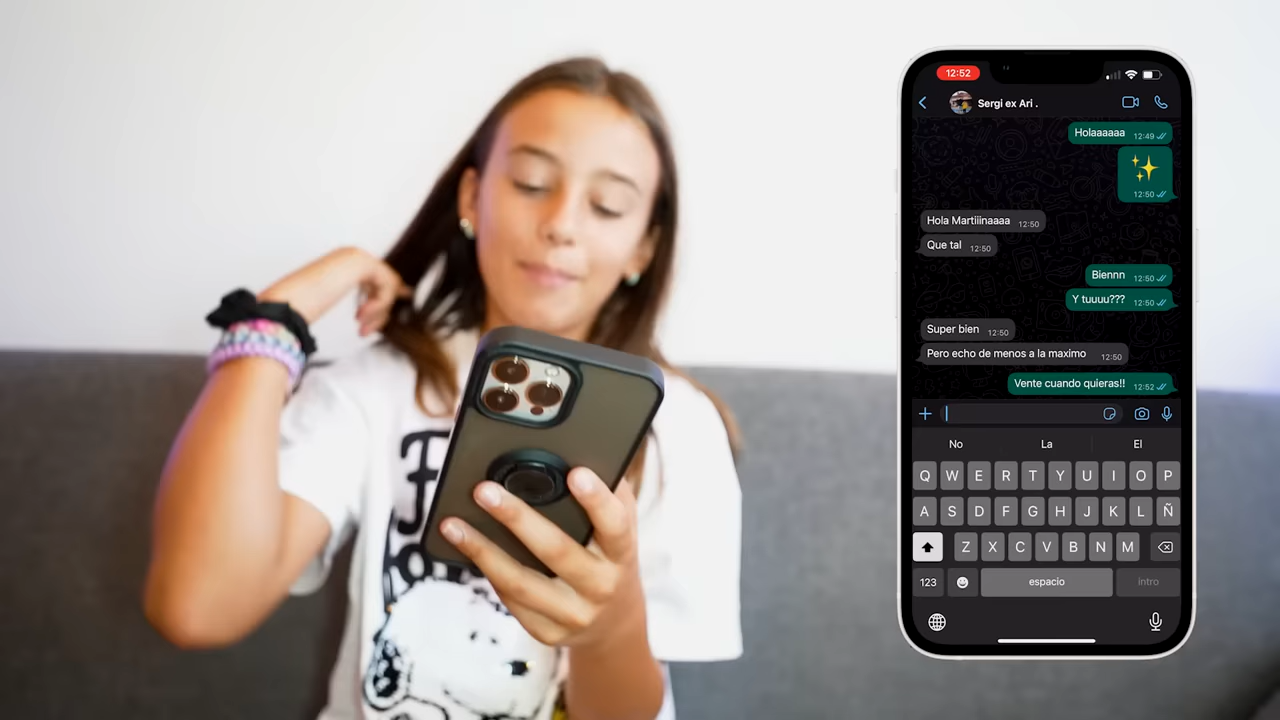 12:52
Sergi ex Ari .
Holaaaaaa 12:49
✨
12:50
Hola Martiiinaaaa 12:50
Que tal 12:50
Biennn 12:50
Y tuuuu??? 12:50
Super bien 12:50
Pero echo de menos a la maximo 12:50
Vente cuando quieras!! 12:52
No La El
Q W E R T Y U I O P
A S D F G H J K L Ñ
Z X C V B N M
123 espacio intro